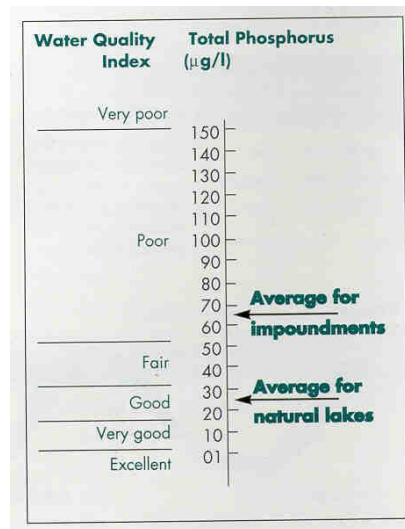 Water Quality Index
Total Phosphorus (µg/l)
Very poor
150
140
130
120
110
Poor
100
90
80
70
Average for
impoundments
60
50
Fair
40
30
Average for
natural lakes
Good
20
Very good
10
Excellent
01